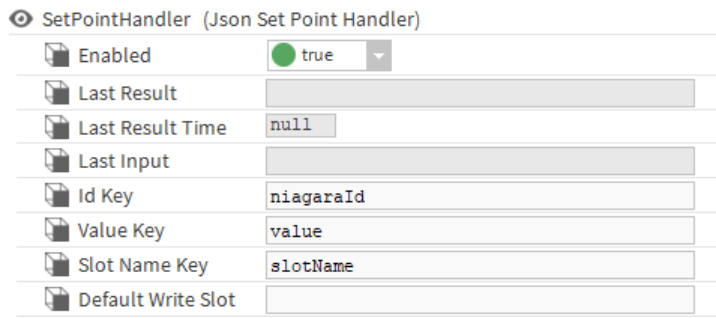 SetPointHandler (Json Set Point Handler)
Enabled true
Last Result
Last Result Time null
Last Input
Id Key niagaraId
Value Key value
Slot Name Key slotName
Default Write Slot